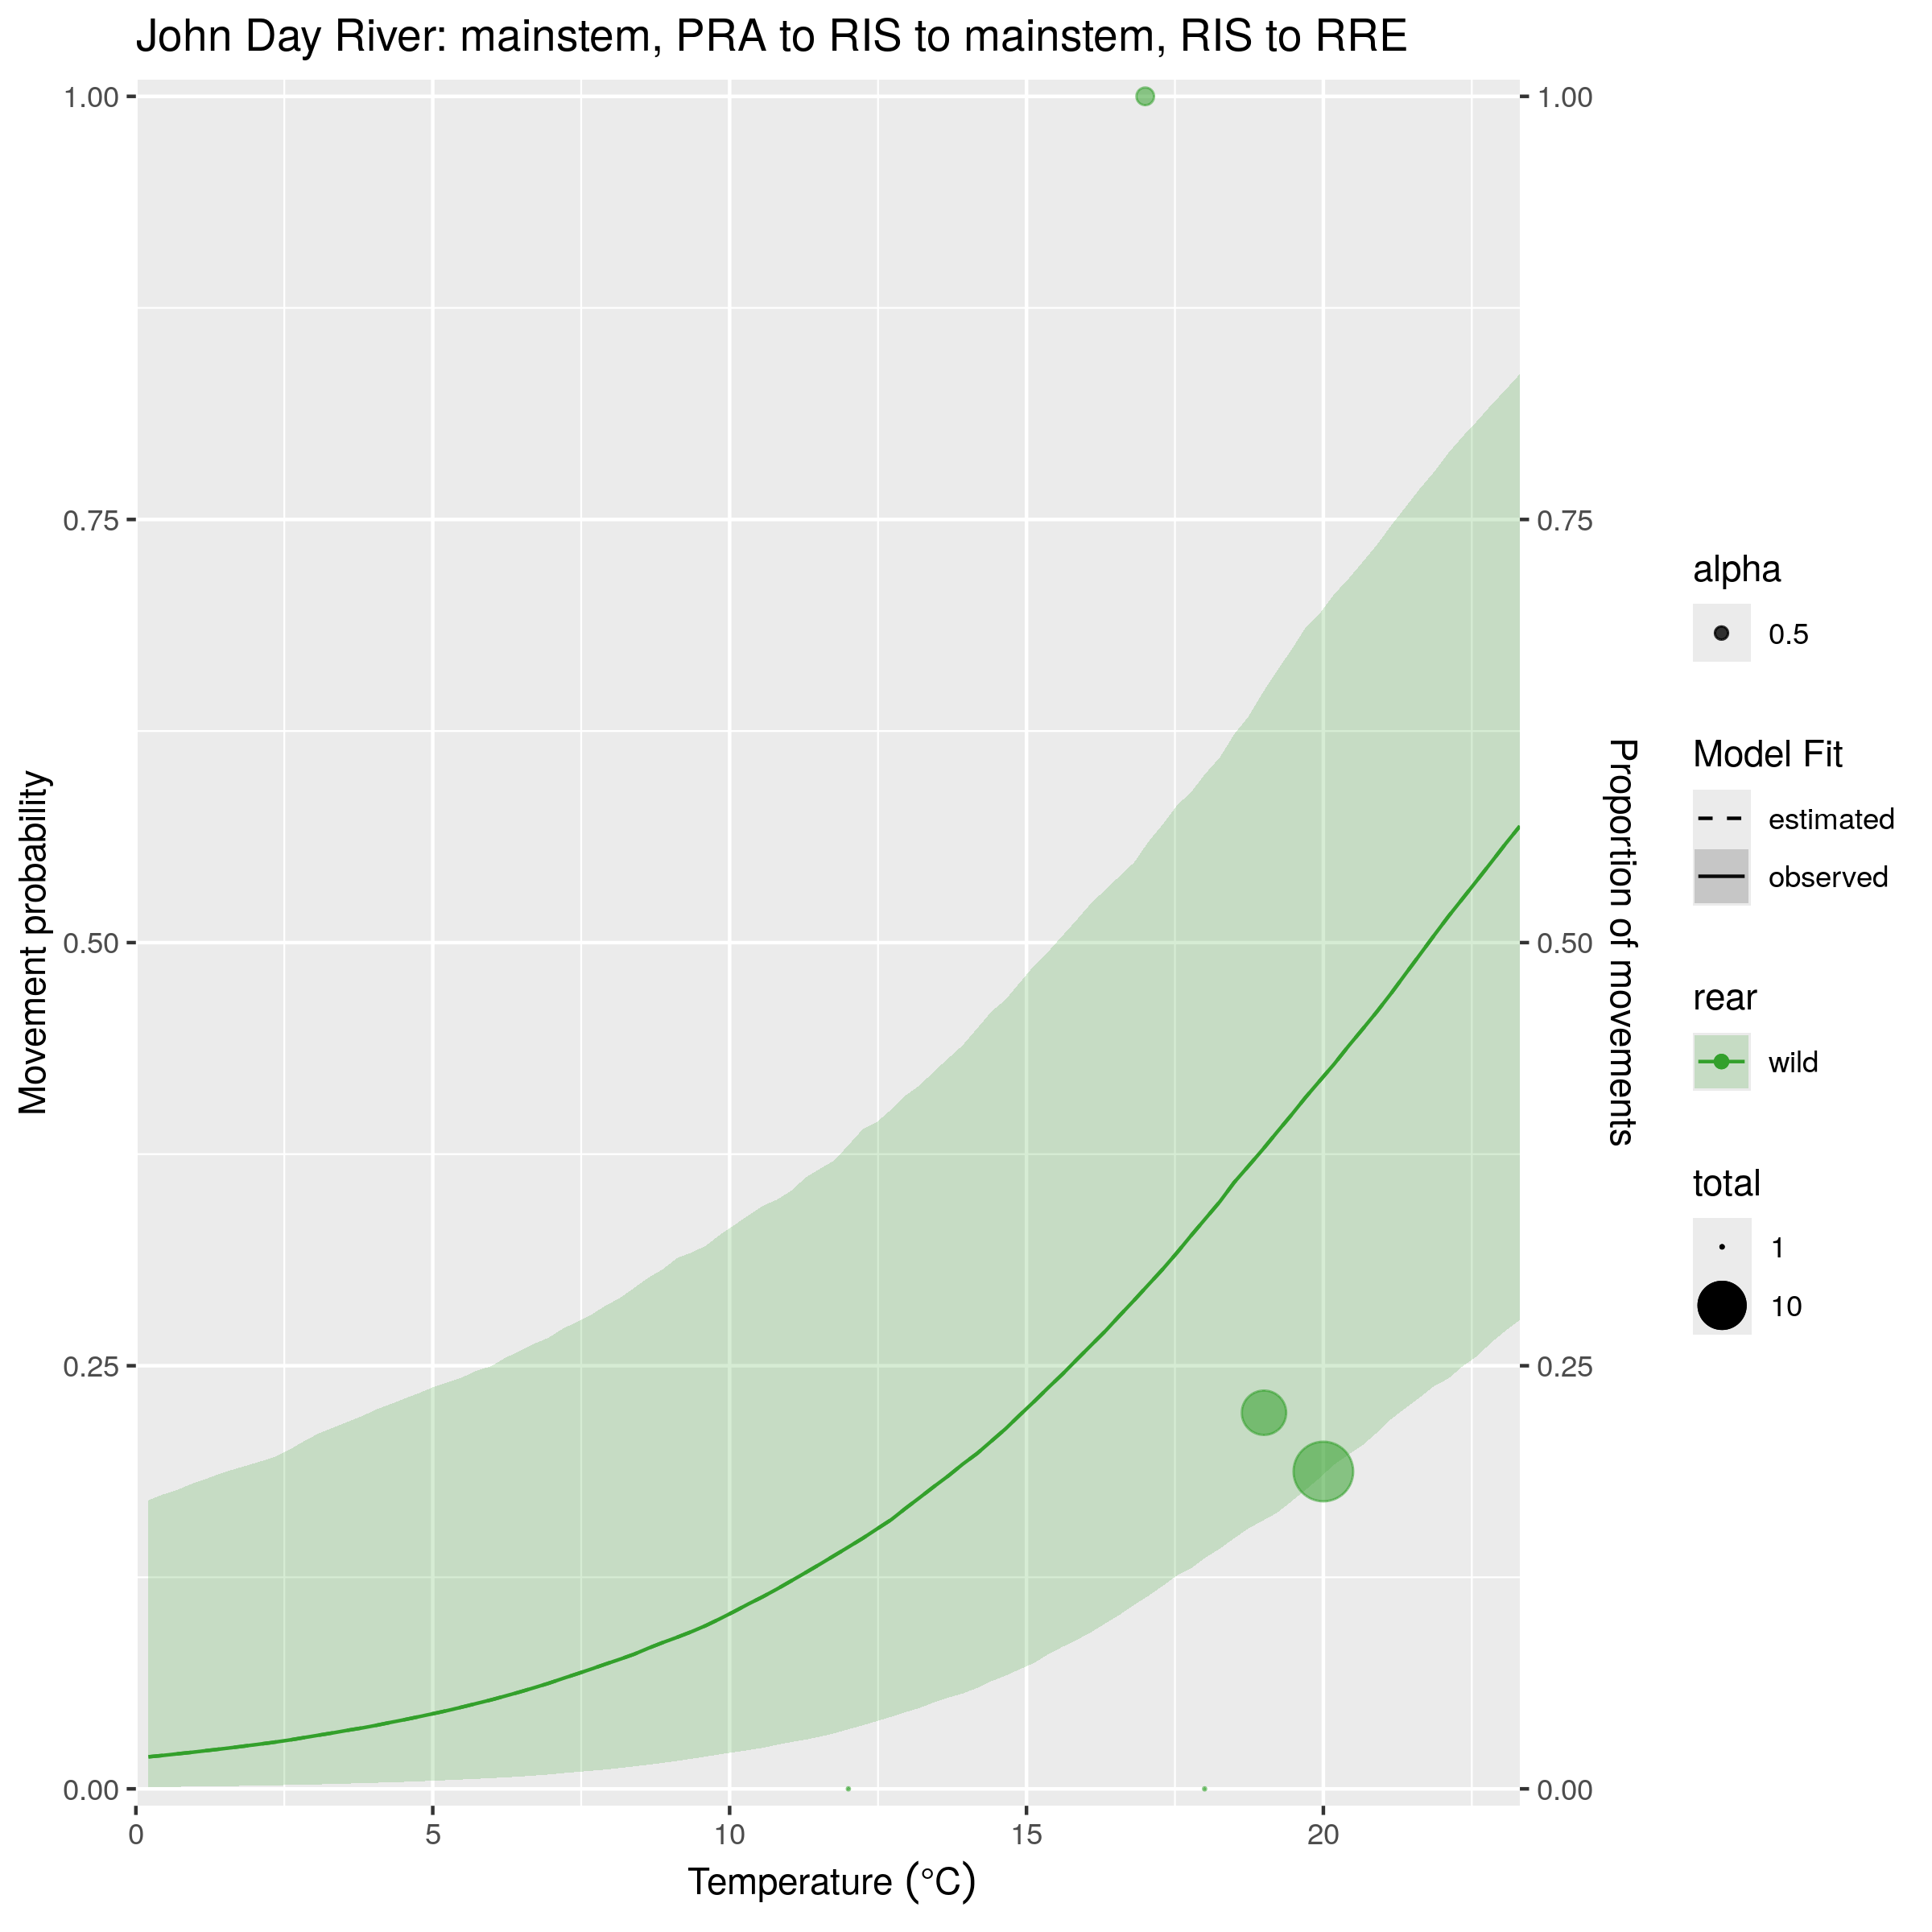 John Day River: mainstem, PRA to RIS to mainstem, RIS to RRE
1.00
0.75
0.50
0.25
0.00
Movement probability
0
5
10
15
20
Temperature (°C)
1.00
0.75
0.50
0.25
0.00
Proportion of movements
alpha
0.5
Model Fit
estimated
observed
rear
wild
total
1
10